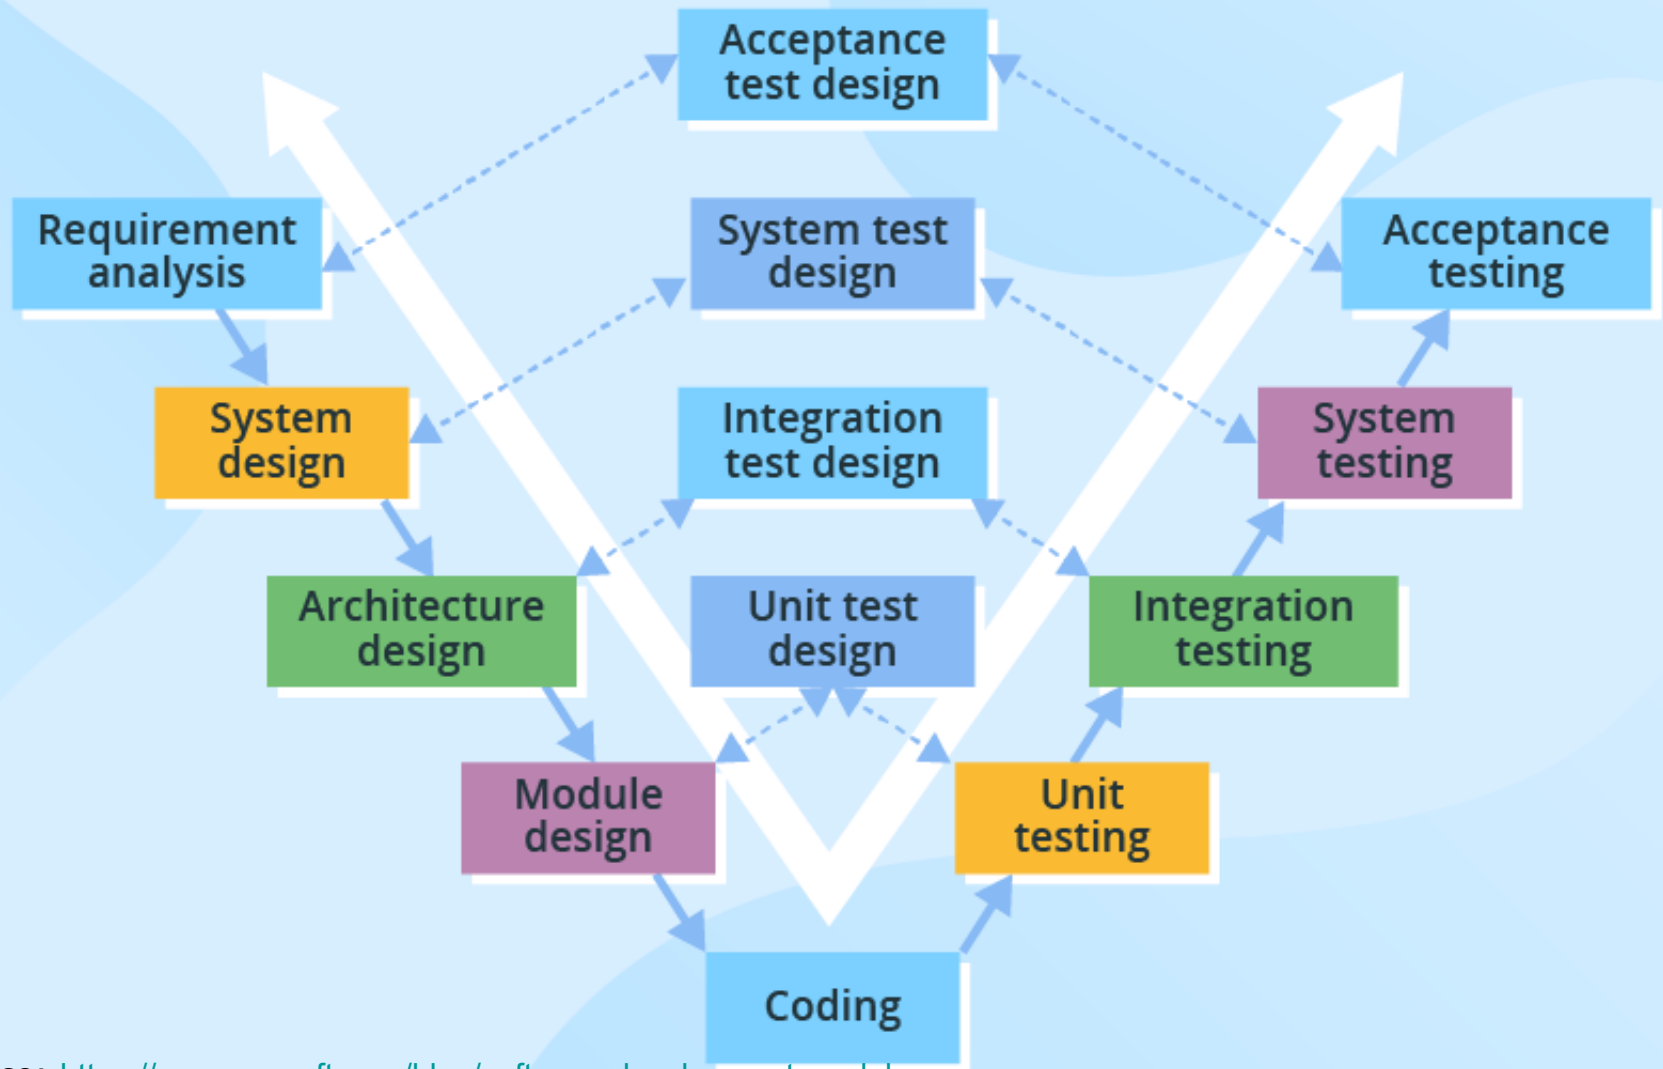 Acceptance
test design
Requirement
analysis
System test
design
Acceptance
testing
System
design
Integration
test design
System
testing
Architecture
design
Unit test
design
Integration
testing
Module
design
Unit
testing
Coding